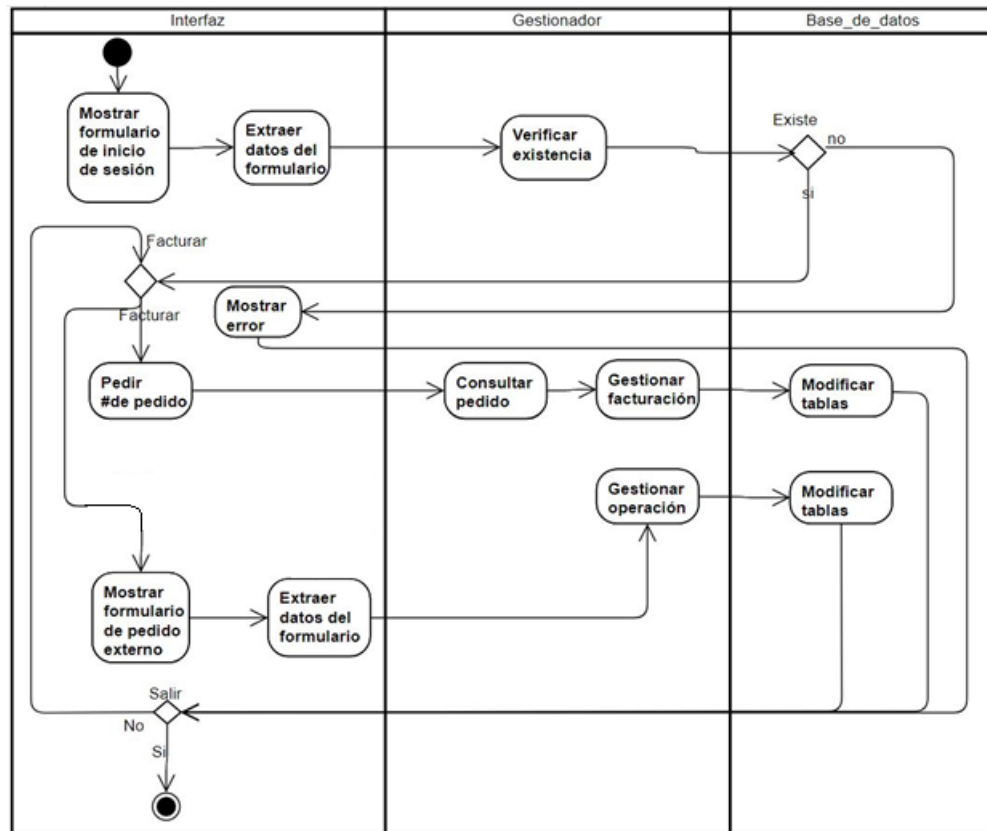 Interfaz
Gestionador
Base_de_datos
Mostrar
formulario
de inicio
de sesión
Extraer
datos del
formulario
Verificar
existencia
Existe
no
si
Facturar
Facturar
Mostrar
error
Pedir
#de pedido
Consultar
pedido
Gestionar
facturación
Modificar
tablas
Gestionar
operación
Modificar
tablas
Mostrar
formulario
de pedido
externo
Extraer
datos del
formulario
Salir
No
Si